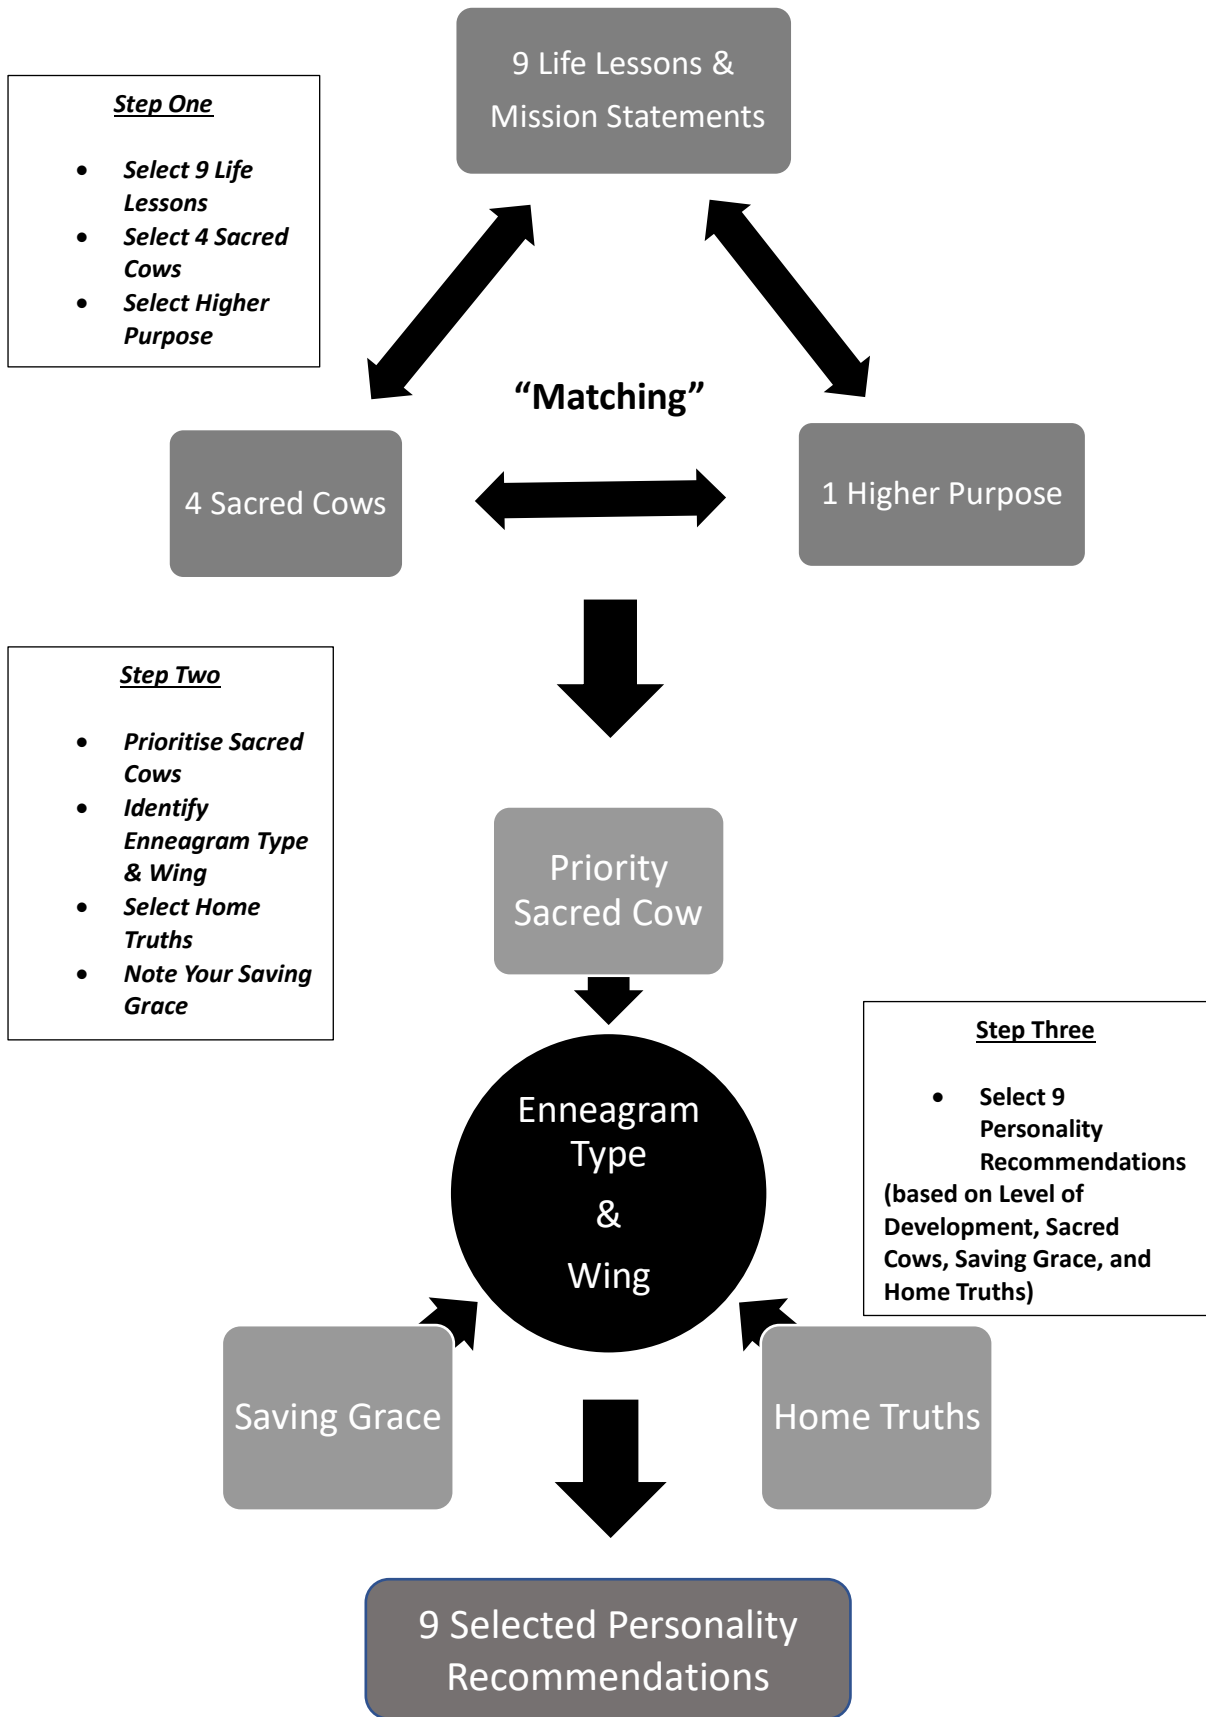 9 Life Lessons &
Mission Statements
Step One
• Select 9 Life
Lessons
• Select 4 Sacred
Cows
• Select Higher
Purpose
“Matching”
4 Sacred Cows
1 Higher Purpose
Step Two
• Prioritise Sacred
Cows
• Identify
Enneagram Type
& Wing
• Select Home
Truths
• Note Your Saving
Grace
Priority
Sacred Cow
Enneagram
Type
&
Wing
Step Three
• Select 9
Personality
Recommendations
(based on Level of
Development, Sacred
Cows, Saving Grace, and
Home Truths)
Saving Grace
Home Truths
9 Selected Personality
Recommendations